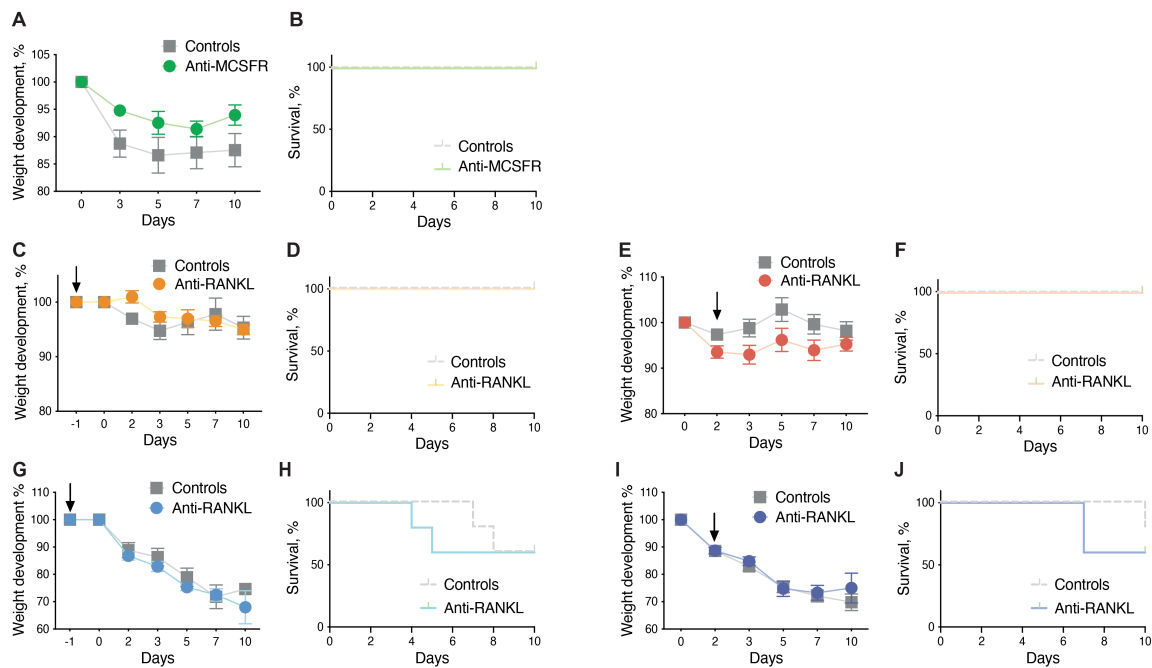 A
Controls
Anti-MCSFR
Weight development, %
105
100
95
90
85
80
0 3 5 7 10
Days
B
Survival, %
100
50
0
Controls
Anti-MCSFR
0 2 4 6 8 10
Days
C
Controls
Anti-RANKL
Weight development, %
100
90
80
-1 0 2 3 5 7 10
Days
D
Survival, %
100
50
0
Controls
Anti-RANKL
0 2 4 6 8 10
Days
E
Controls
Anti-RANKL
Weight development, %
110
100
90
80
0 2 3 5 7 10
Days
F
Survival, %
100
50
0
Controls
Anti-RANKL
0 2 4 6 8 10
Days
G
Controls
Anti-RANKL
Weight development %
110
100
90
80
70
60
-1 0 2 3 5 7 10
Days
H
Survival, %
100
50
0
Controls
Anti-RANKL
0 2 4 6 8 10
Days
I
Controls
Anti-RANKL
Weight development %
110
100
90
80
70
60
0 2 3 5 7 10
Days
J
Survival, %
100
50
0
Controls
Anti-RANKL
0 2 4 6 8 10
Days